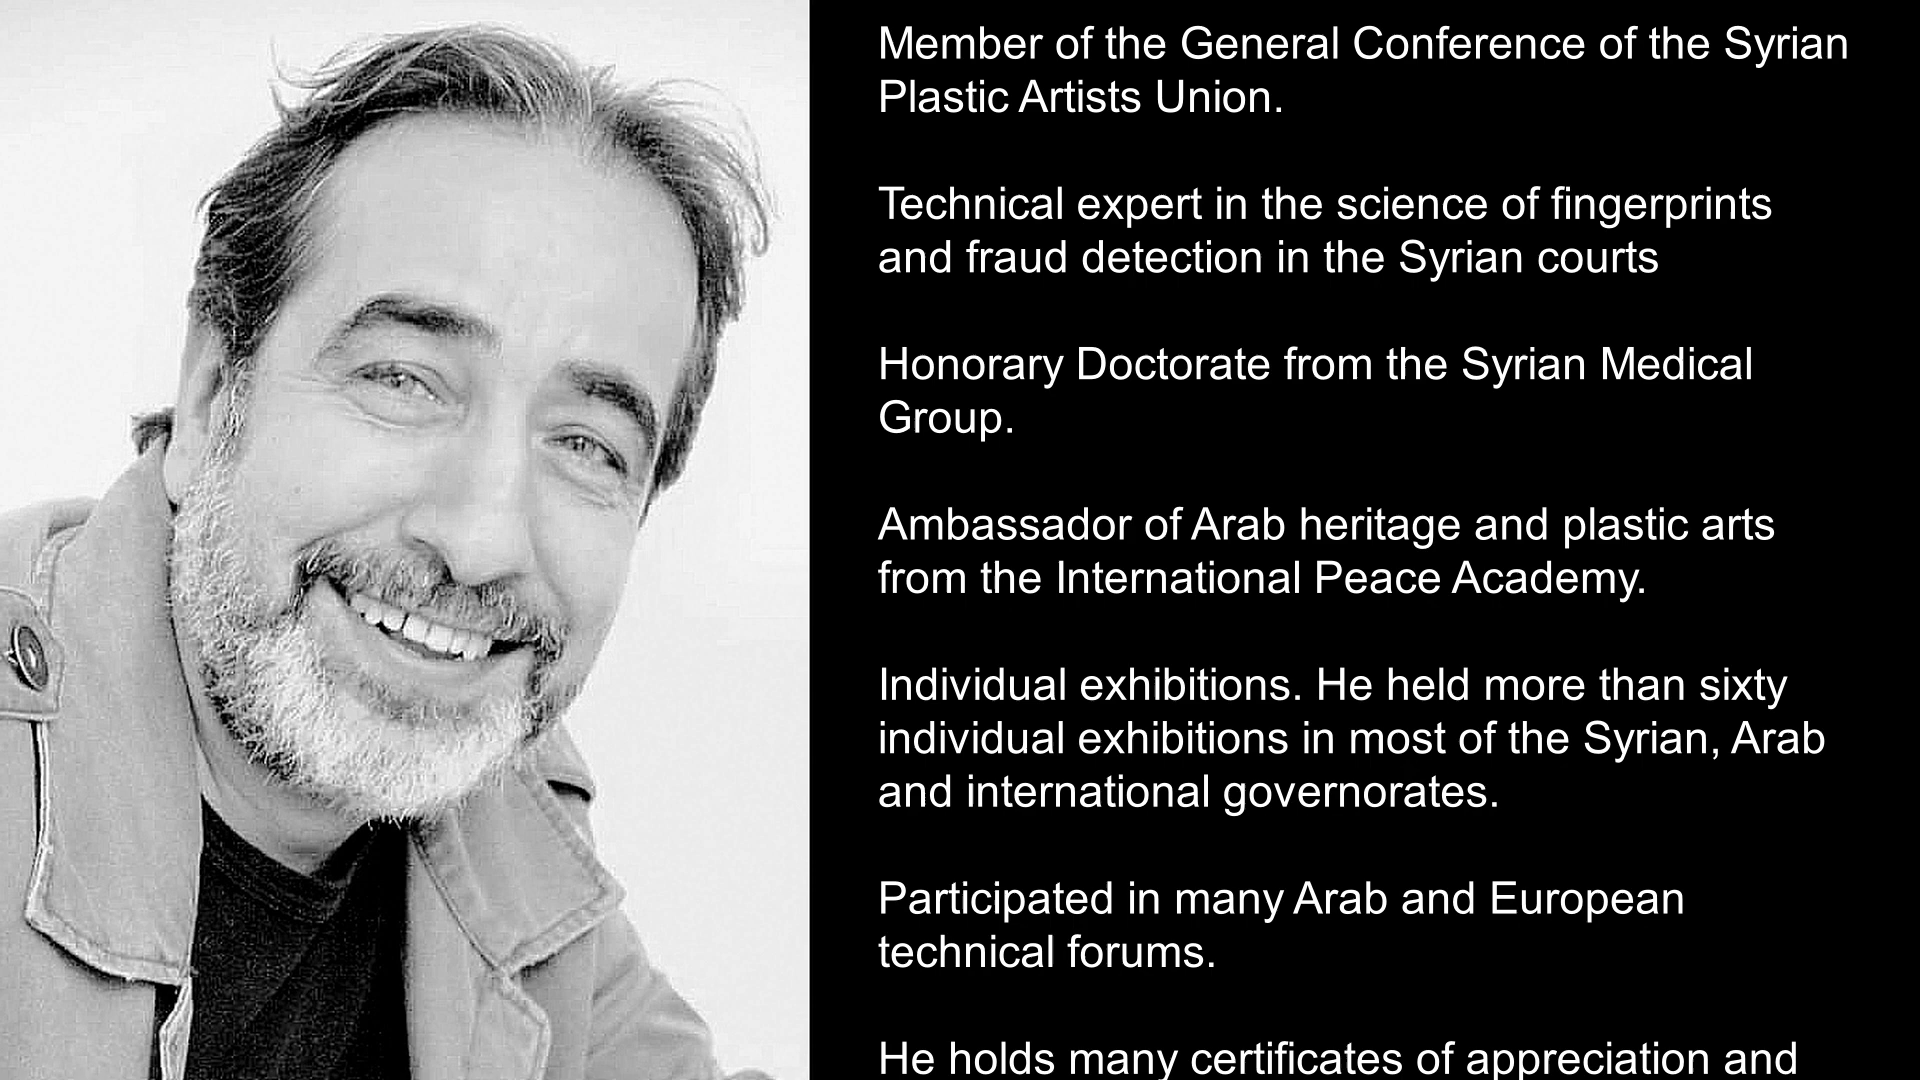 Member of the General Conference of the Syrian
Plastic Artists Union.
Technical expert in the science of fingerprints
and fraud detection in the Syrian courts
Honorary Doctorate from the Syrian Medical
Group.
Ambassador of Arab heritage and plastic arts
from the International Peace Academy.
Individual exhibitions. He held more than sixty
individual exhibitions in most of the Syrian, Arab
and international governorates.
Participated in many Arab and European
technical forums.
He holds many certificates of appreciation and